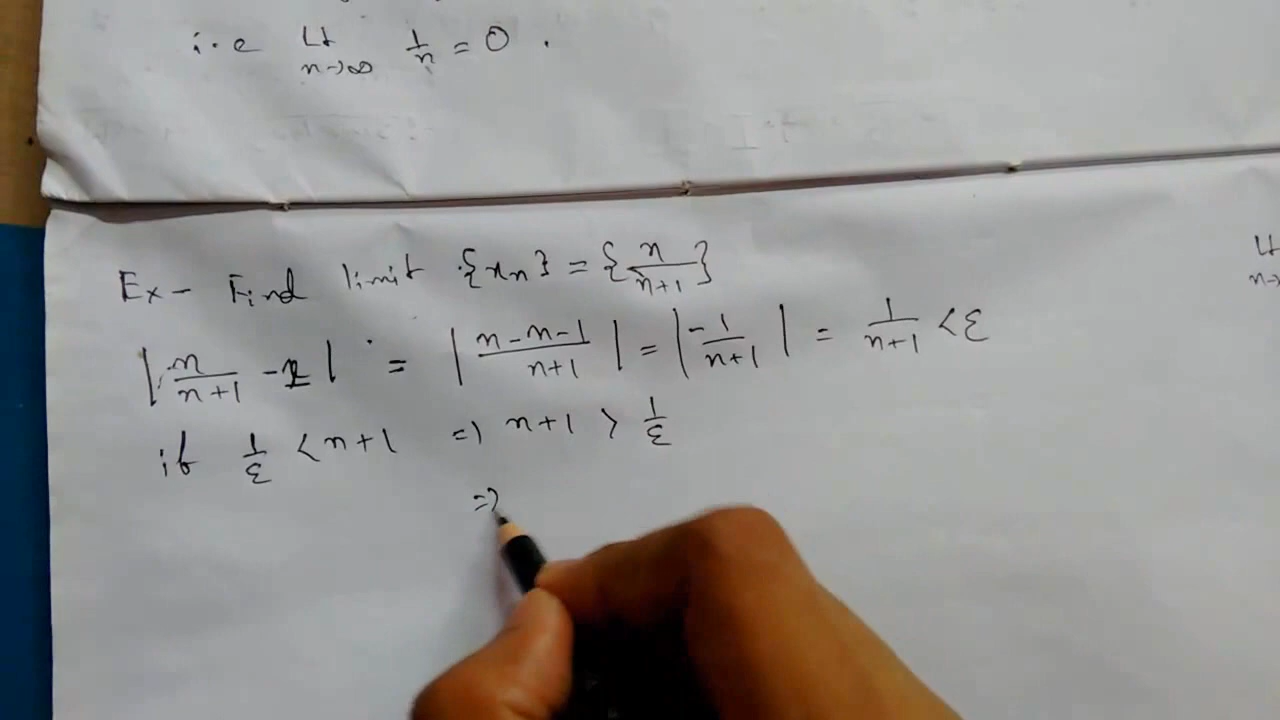 i.e Lt n→∞ 1/n = 0 .
Ex - Find limit {xn} = {n/n+1}
|n/n+1 - 1| = |n-n-1/n+1| = |-1/n+1| = 1/n+1 < ε
if 1/ε < n+1 => n+1 > 1/ε
=>
Lt
n→